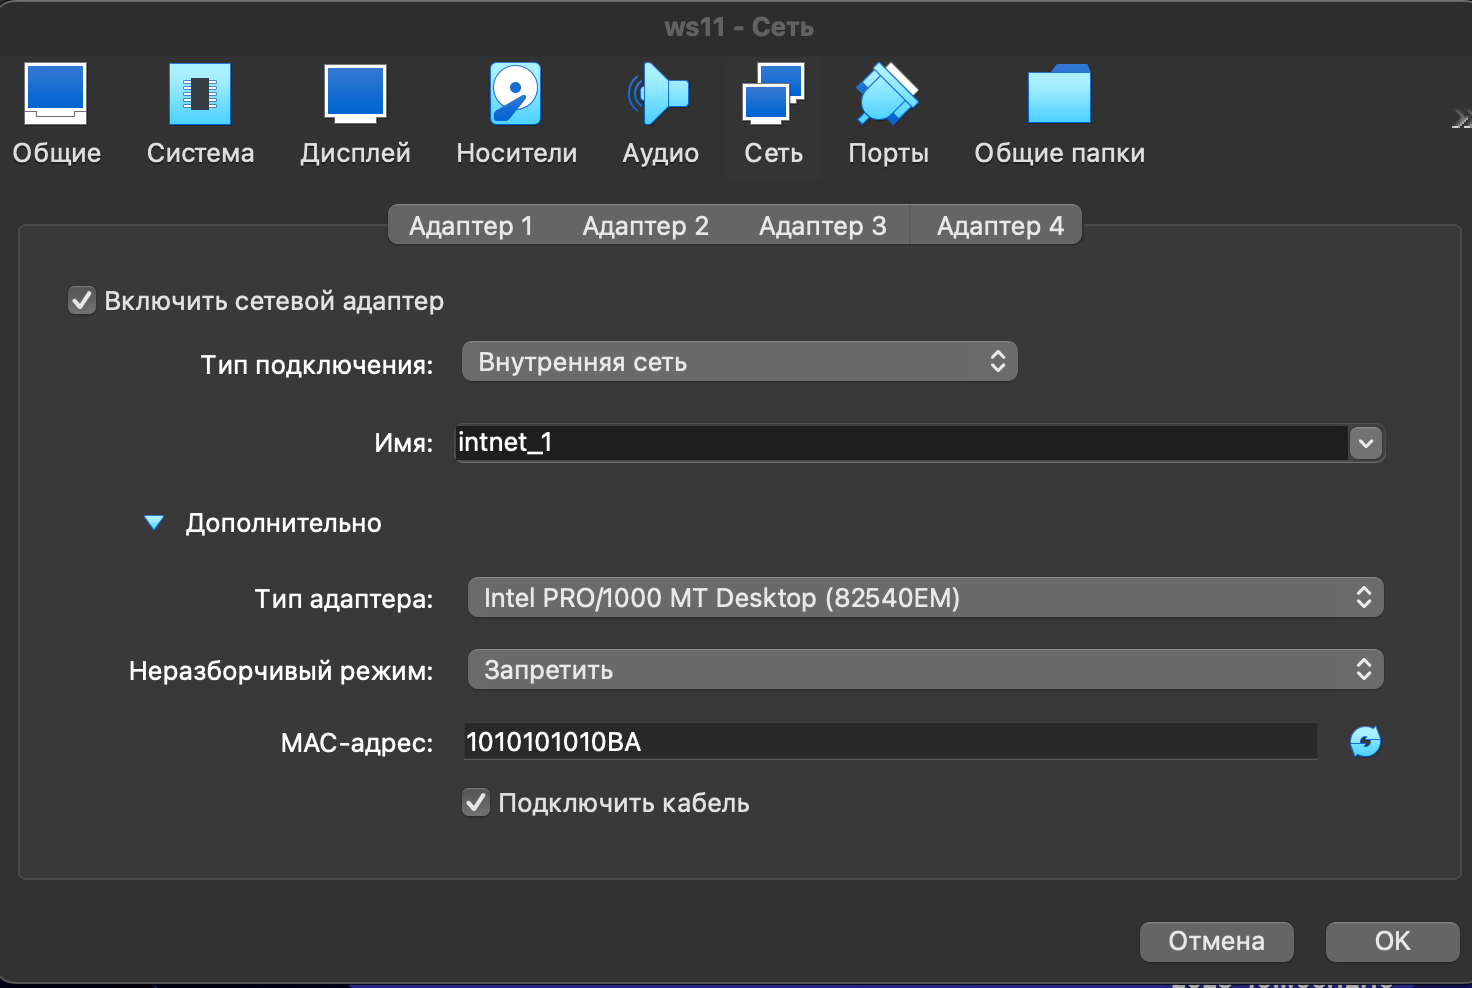 ws11 - Сеть
Общие Система Дисплей Носители Аудио Сеть Порты Общие папки
Адаптер 1 Адаптер 2 Адаптер 3 Адаптер 4
Включить сетевой адаптер
Тип подключения: Внутренняя сеть
Имя: intnet_1
Дополнительно
Тип адаптера: Intel PRO/1000 MT Desktop (82540EM)
Неразборчивый режим: Запретить
MAC-адрес: 1010101010BA
Подключить кабель
Отмена OK